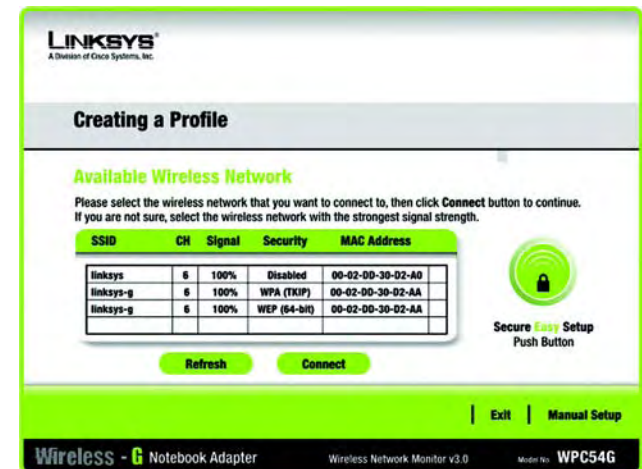 LINKSYS®
A Division of Cisco Systems, Inc.
Creating a Profile
Available Wireless Network
Please select the wireless network that you want to connect to, then click Connect button to continue.
If you are not sure, select the wireless network with the strongest signal strength.
SSID CH Signal Security MAC Address
linksys 6 100% Disabled 00-02-DD-30-D2-A0
linksys-g 6 100% WPA (TKIP) 00-02-DD-30-D2-AA
linksys-g 6 100% WEP (64-bit) 00-02-DD-30-D2-AA
Secure Easy Setup
Push Button
Refresh Connect
Exit Manual Setup
Wireless - G Notebook Adapter Wireless Network Monitor v3.0 Model No. WPC54G